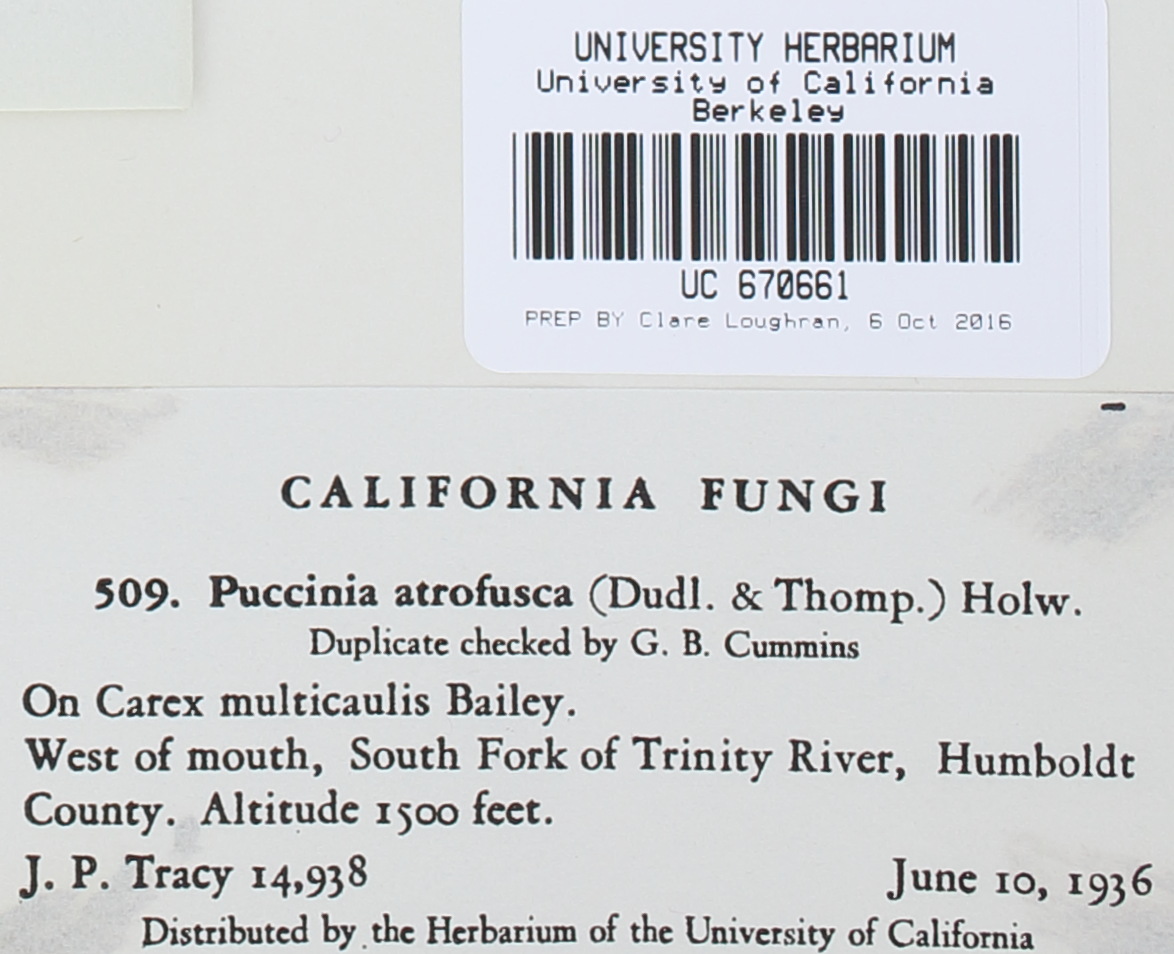 UNIVERSITY HERBARIUM
University of California
Berkeley
UC 670661
PREP BY Clare Loughran, 6 Oct 2016
CALIFORNIA FUNGI
509. Puccinia atrofusca (Dudl. & Thomp.) Holw.
Duplicate checked by G. B. Cummins
On Carex multicaulis Bailey.
West of mouth, South Fork of Trinity River, Humboldt
County. Altitude 1500 feet.
J. P. Tracy 14,938 June 10, 1936
Distributed by the Herbarium of the University of California